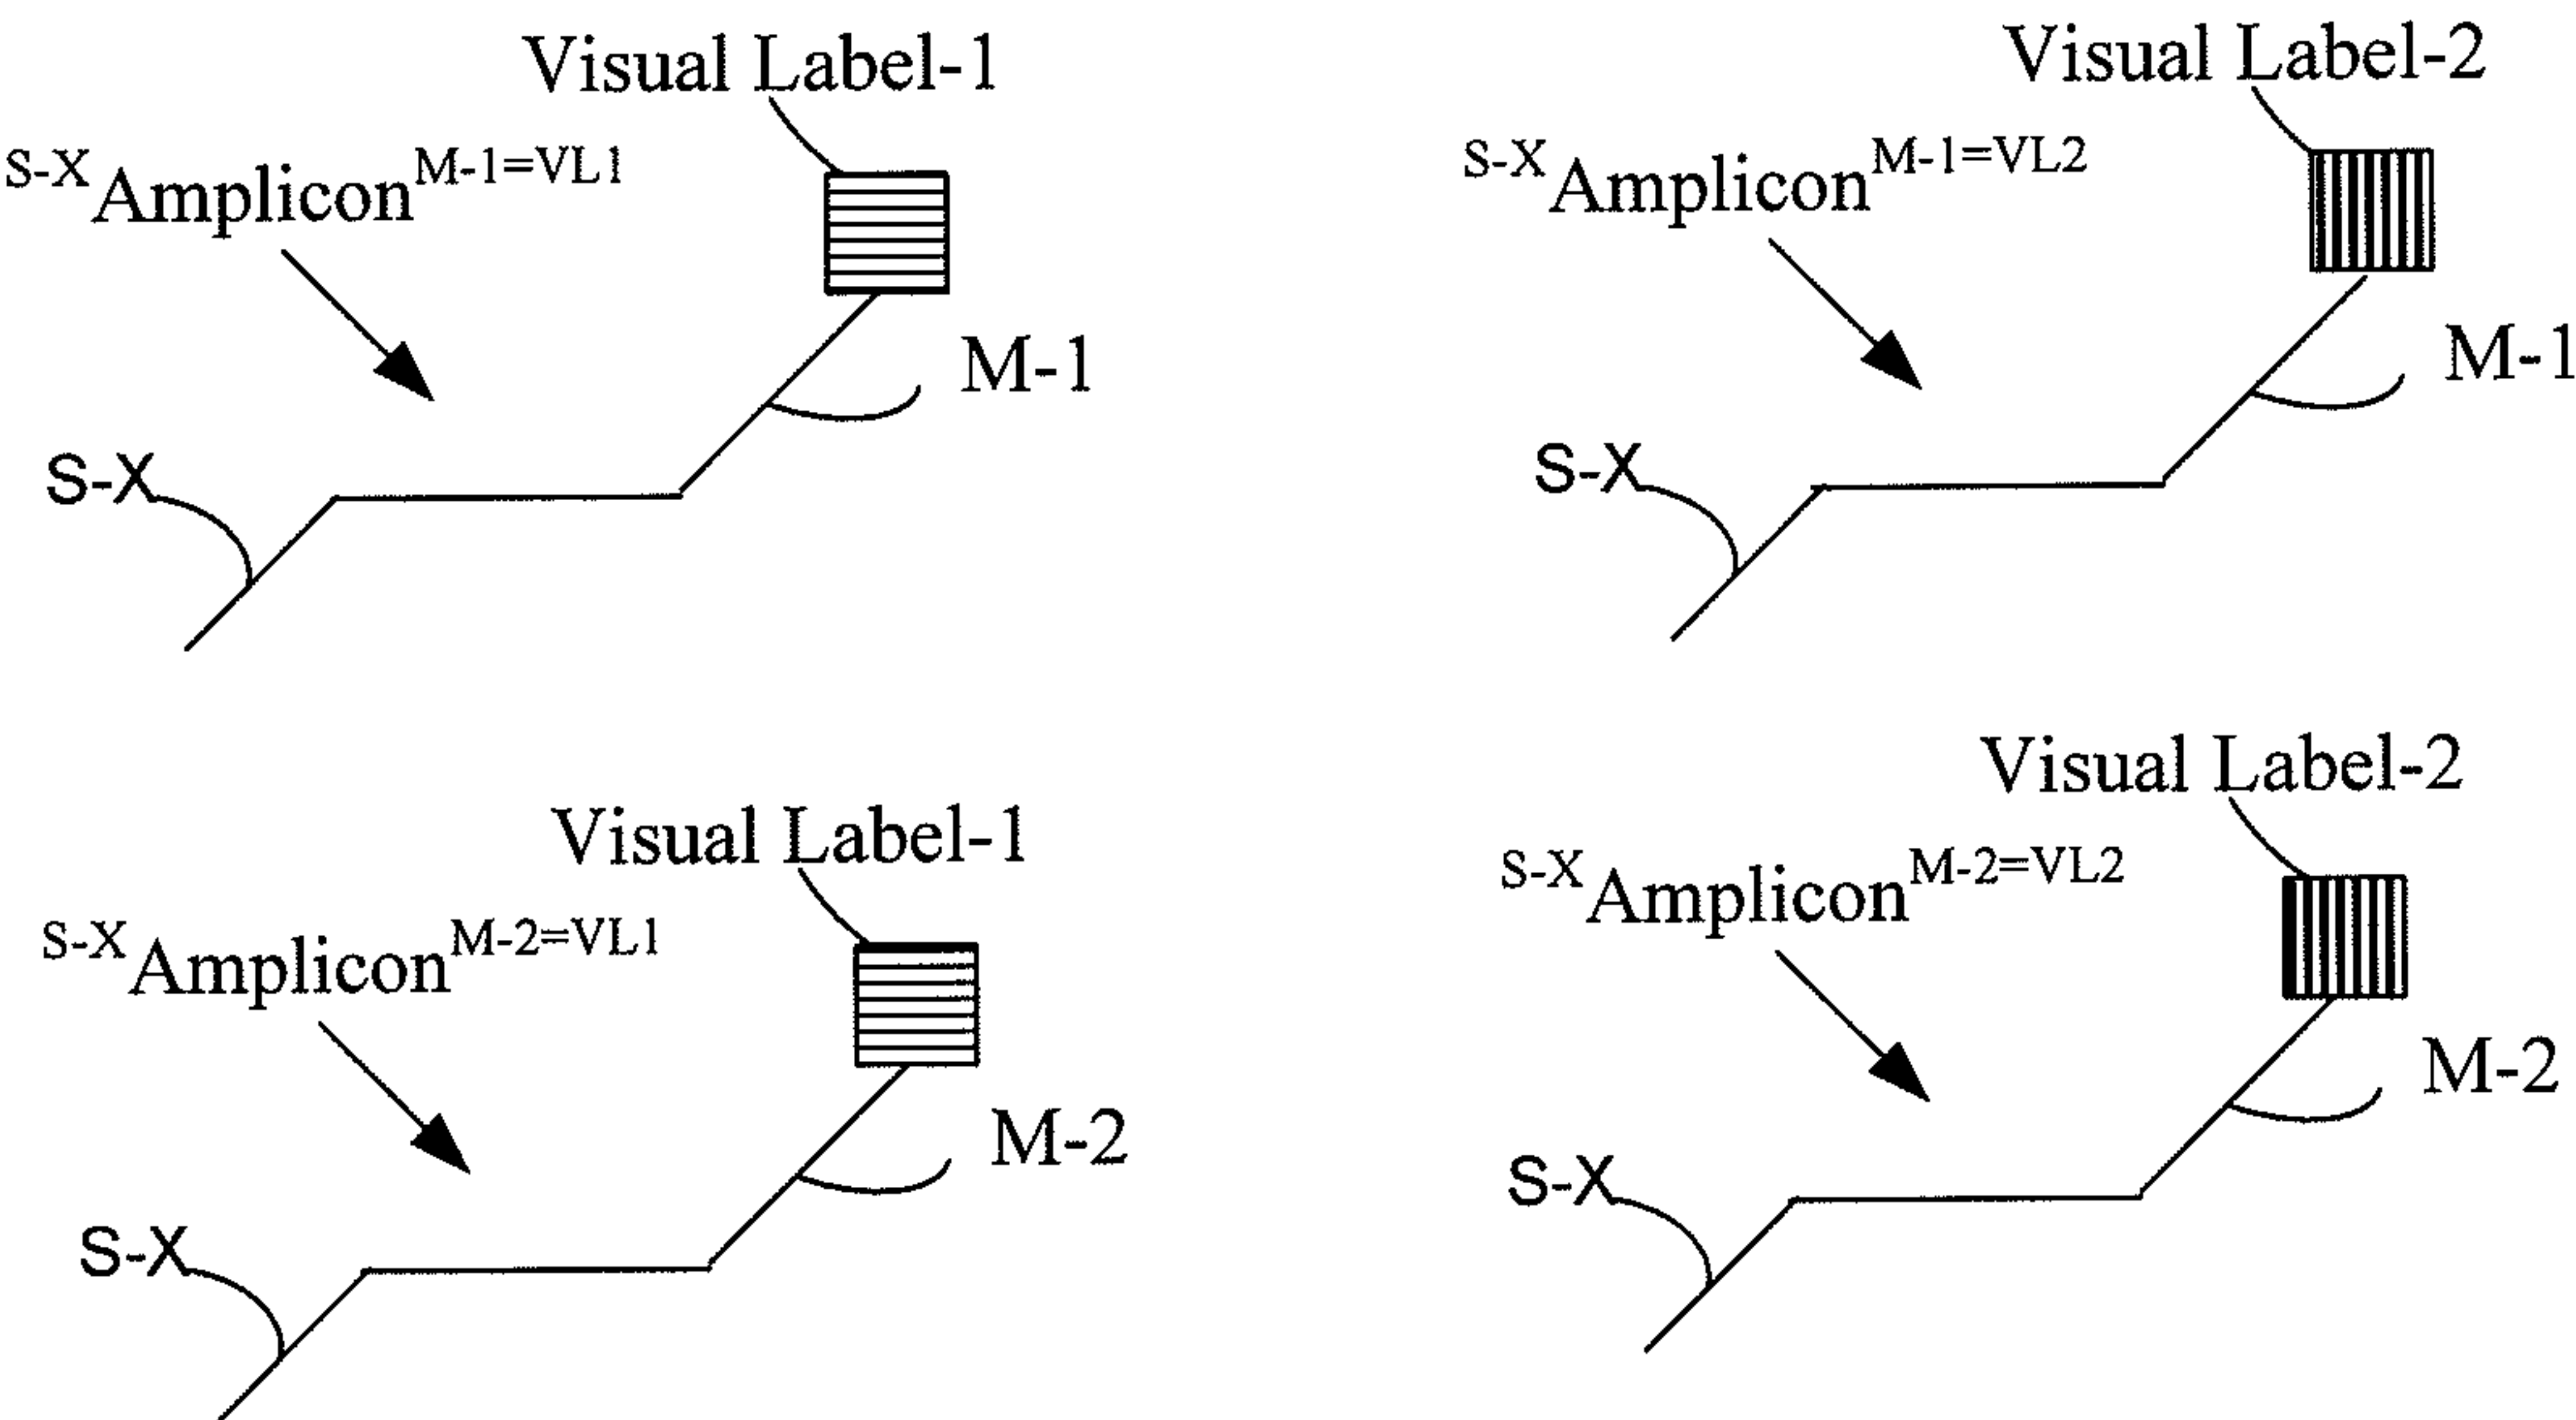 Visual Label-1
S-XAmpliconM-1=VL1
M-1
S-X
Visual Label-2
S-XAmpliconM-1=VL2
M-1
S-X
Visual Label-1
S-XAmpliconM-2=VL1
M-2
S-X
Visual Label-2
S-XAmpliconM-2=VL2
M-2
S-X